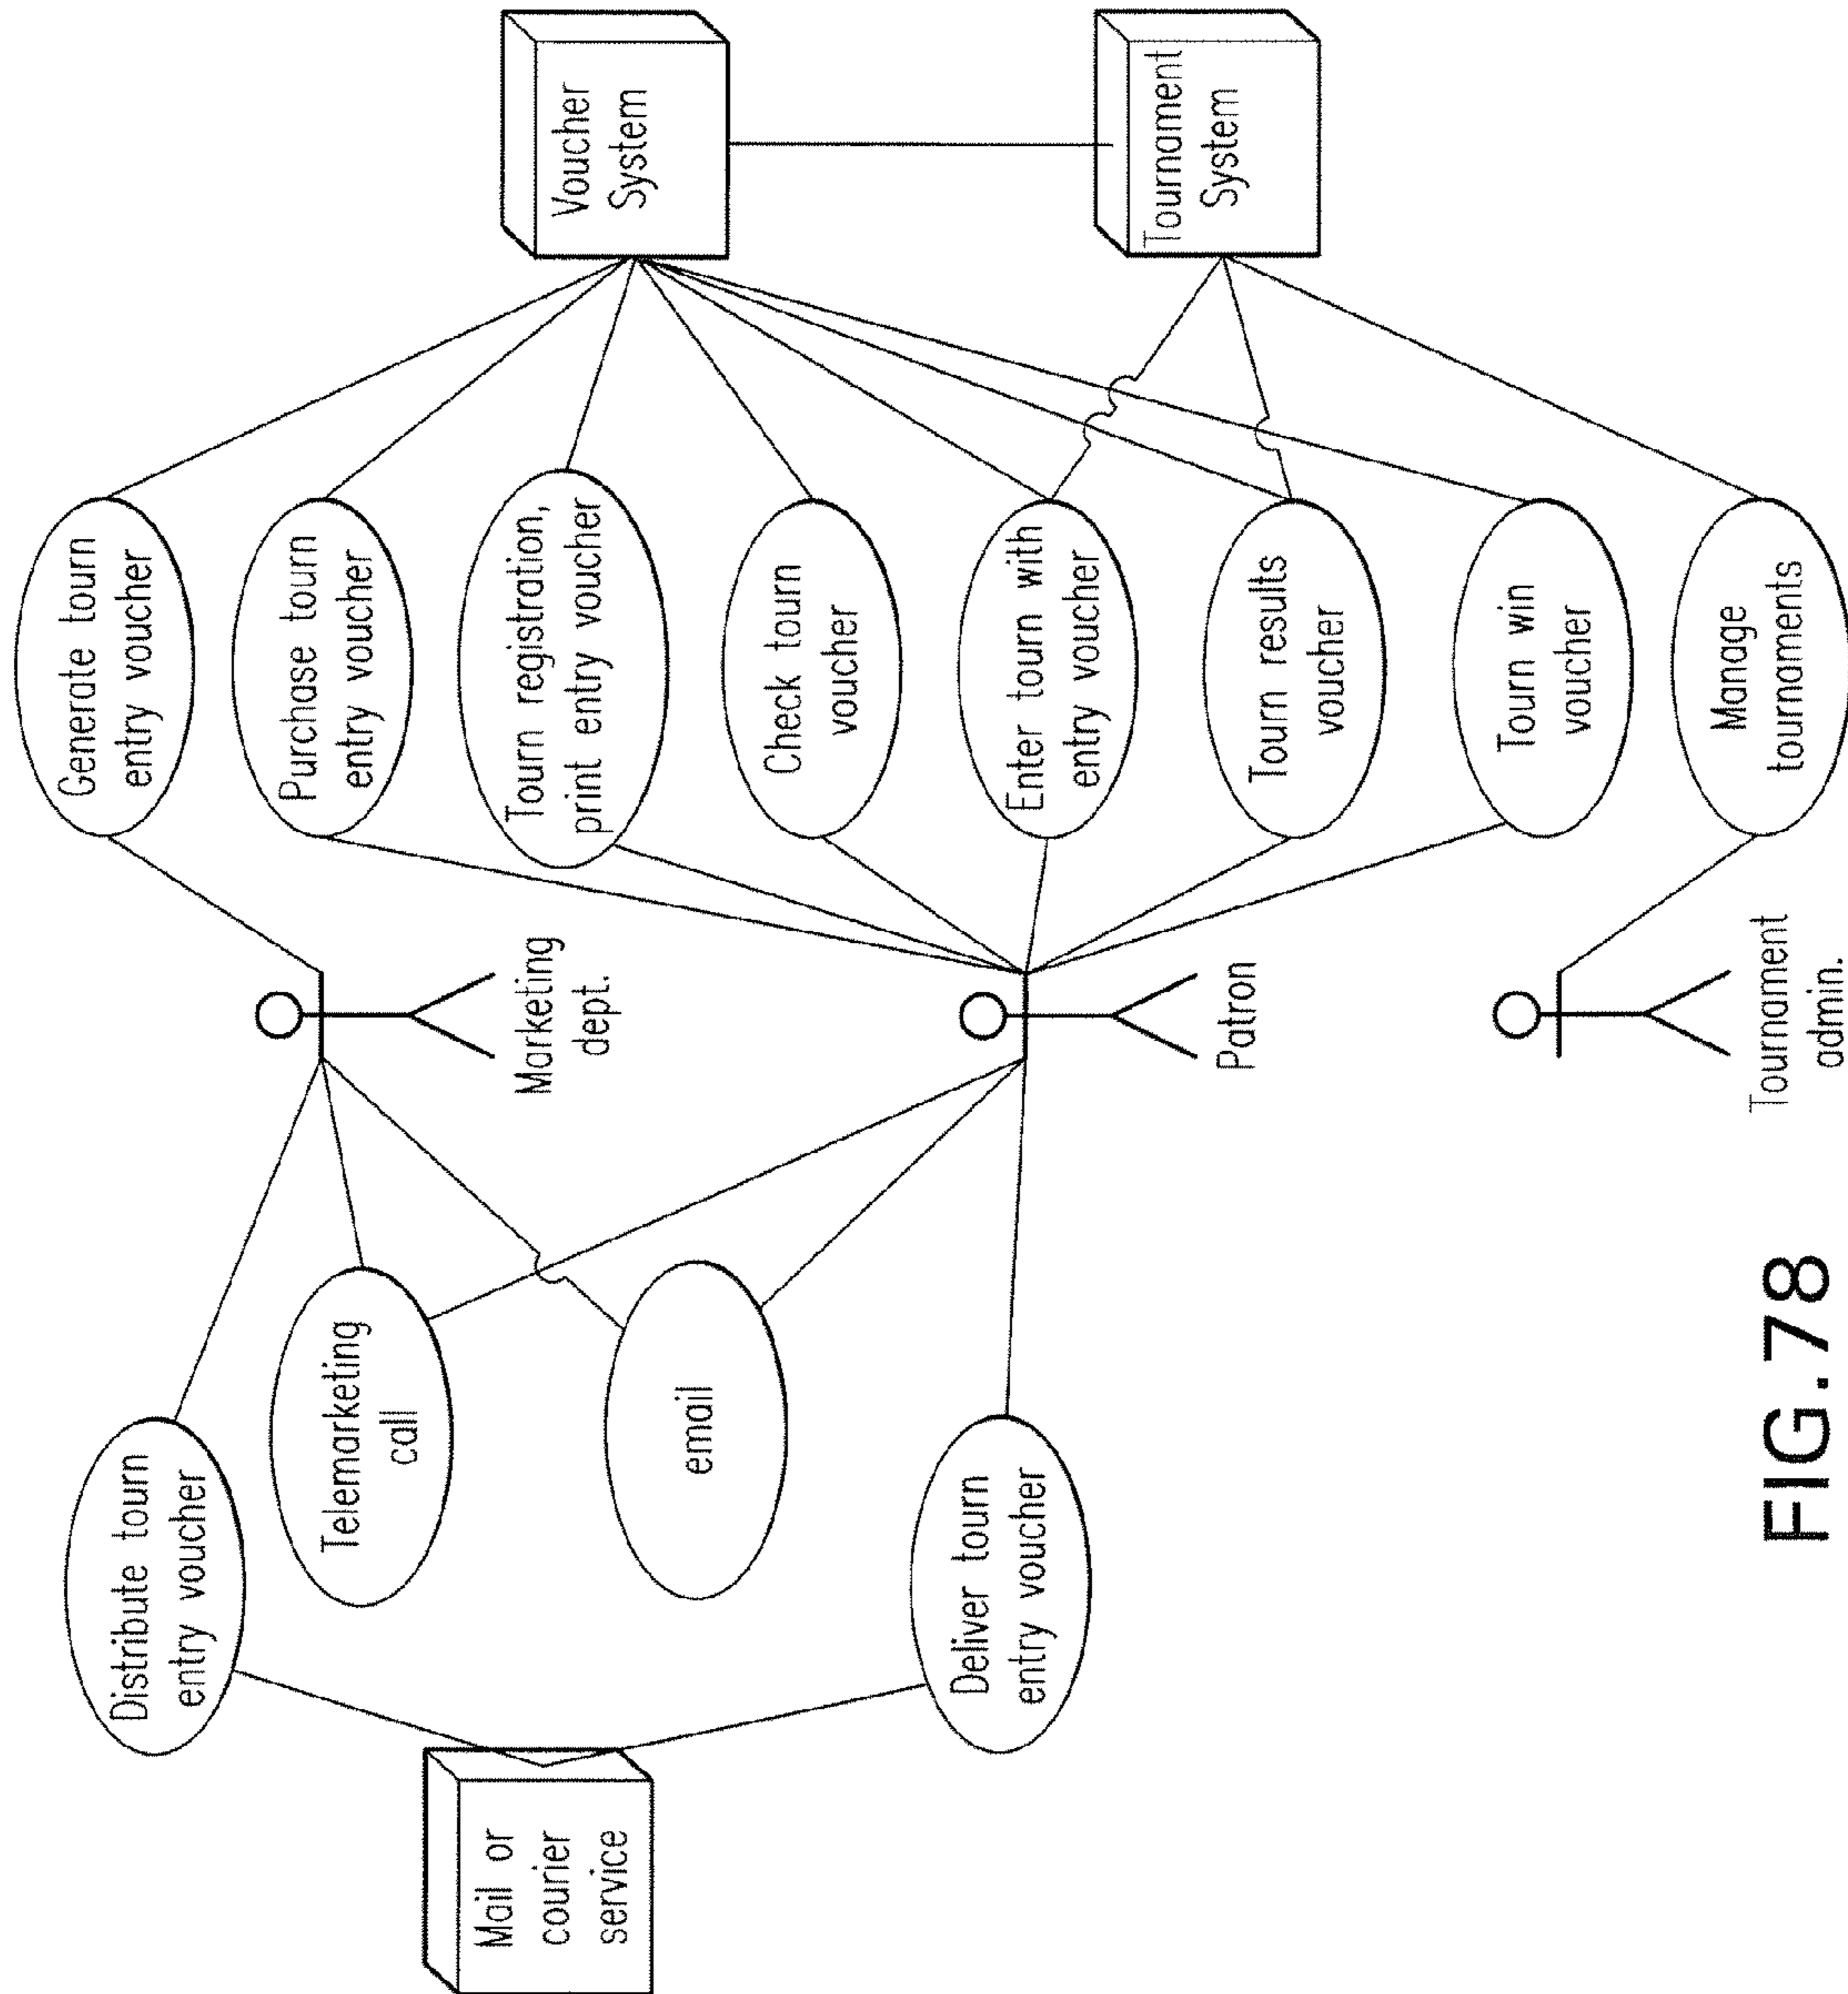 Mail or
courier
service
Distribute tourn
entry voucher
Telemarketing
call
email
Deliver tourn
entry voucher
Marketing
dept.
Patron
Tournament
admin.
Generate tourn
entry voucher
Purchase tourn
entry voucher
Tourn registration,
print entry voucher
Check tourn
voucher
Enter tourn with
entry voucher
Tourn results
voucher
Tourn win
voucher
Manage
tournaments
Voucher
System
Tournament
System
FIG.78